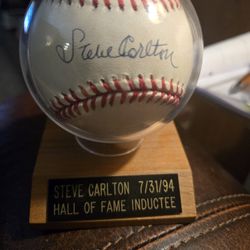 Steve Carlton
STEVE CARLTON 7/31/94
HALL OF FAME INDUCTEE